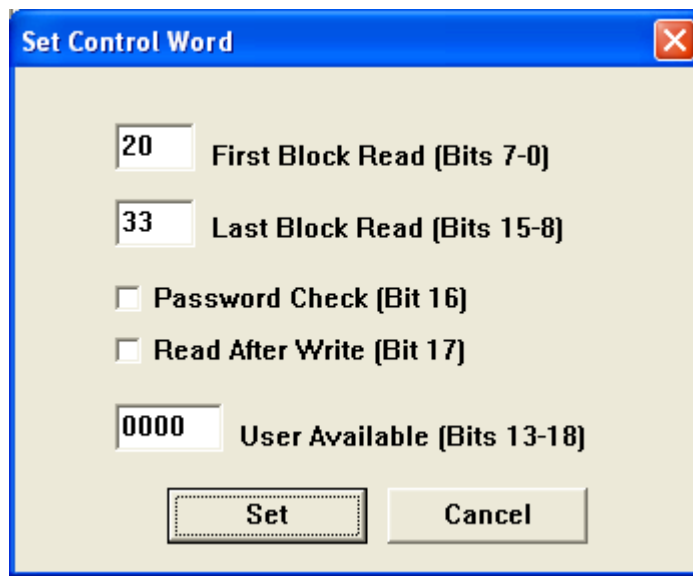 Set Control Word
20 First Block Read (Bits 7-0)
33 Last Block Read (Bits 15-8)
Password Check (Bit 16)
Read After Write (Bit 17)
0000 User Available (Bits 13-18)
Set Cancel